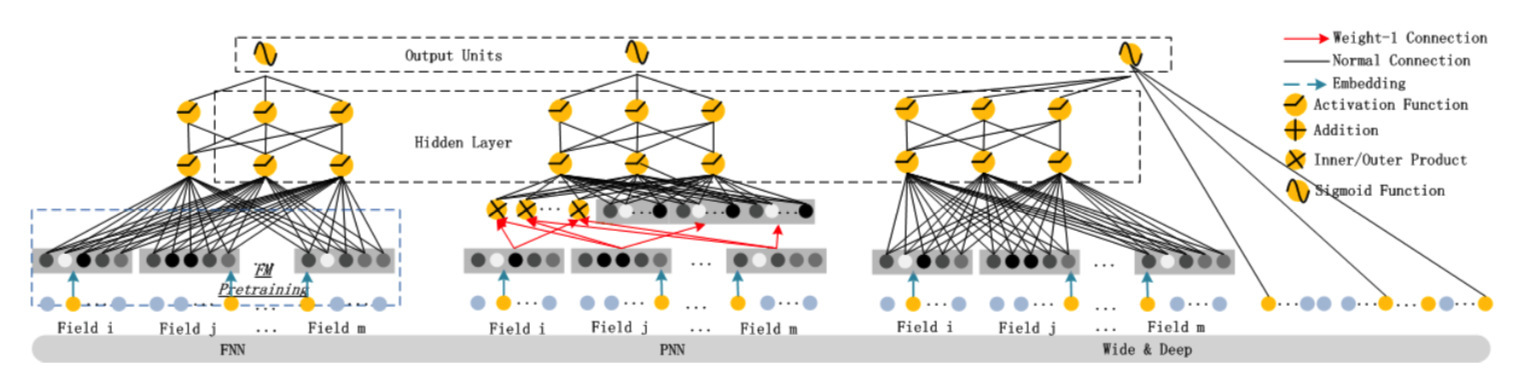 Output Units
Hidden Layer
Weight-1 Connection
Normal Connection
Embedding
Activation Function
Addition
Inner/Outer Product
Sigmoid Function
FM
Pretraining
... ... ... ...
Field i Field j ... Field m
Field i Field j ... Field m
Field i Field j ... Field m
FNN
PNN
Wide & Deep